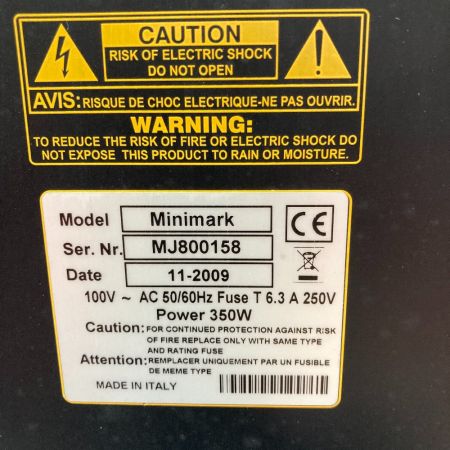 CAUTION
RISK OF ELECTRIC SHOCK
DO NOT OPEN
AVIS: RISQUE DE CHOC ELECTRIQUE-NE PAS OUVRIR.
WARNING:
TO REDUCE THE RISK OF FIRE OR ELECTRIC SHOCK DO
NOT EXPOSE THIS PRODUCT TO RAIN OR MOISTURE.
Model Minimark
CE
Ser. Nr. MJ800158
Date 11-2009
100V ~ AC 50/60Hz Fuse T 6.3 A 250V
Power 350W
Caution: FOR CONTINUED PROTECTION AGAINST RISK
OF FIRE REPLACE ONLY WITH SAME TYPE
AND RATING FUSE
Attention: REMPLACER UNIQUEMENT PAR UN FUSIBLE
DE MEME TYPE
MADE IN ITALY